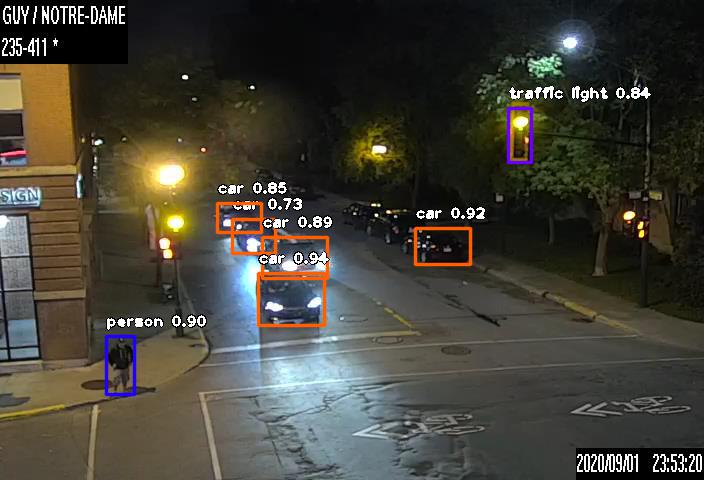 GUY / NOTRE-DAME
235-411 *
traffic light 0.84
car 0.85
car 0.73
car 0.92
car 0.89
SIGN
car 0.94
person 0.90
2020/09/01 23:53:20